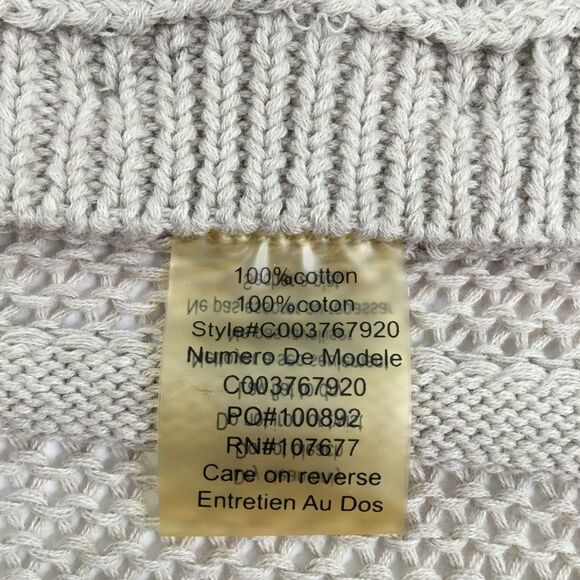 100%cotton
100%coton
Style#C003767920
Numero De Modele
C003767920
PO#100892
RN#107677
Care on reverse
Entretien Au Dos